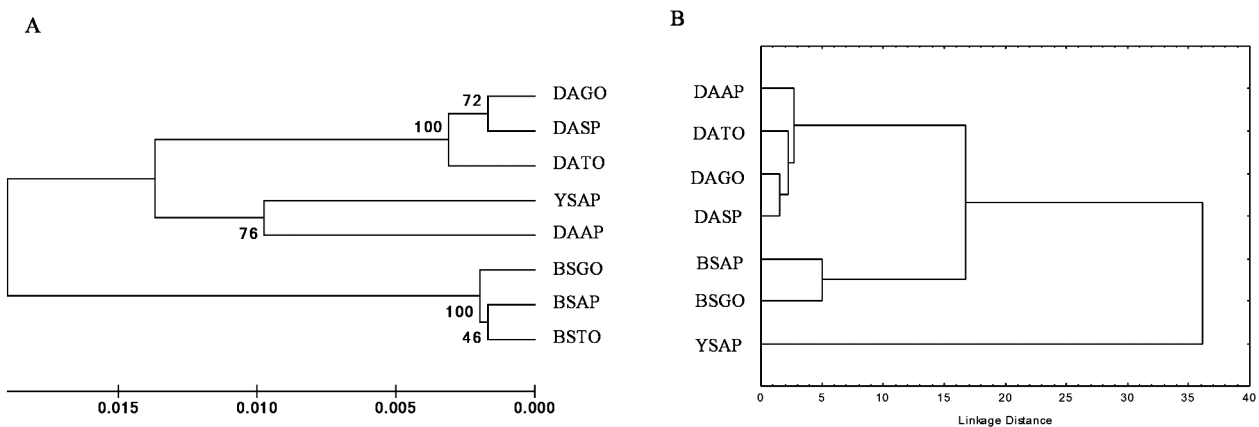 A
DAGO
DASP
DATO
YSAP
DAAP
BSGO
BSAP
BSTO
72
100
76
100
46
0.015 0.010 0.005 0.000
B
DAAP
DATO
DAGO
DASP
BSAP
BSGO
YSAP
0 5 10 15 20 25 30 35 40
Linkage Distance